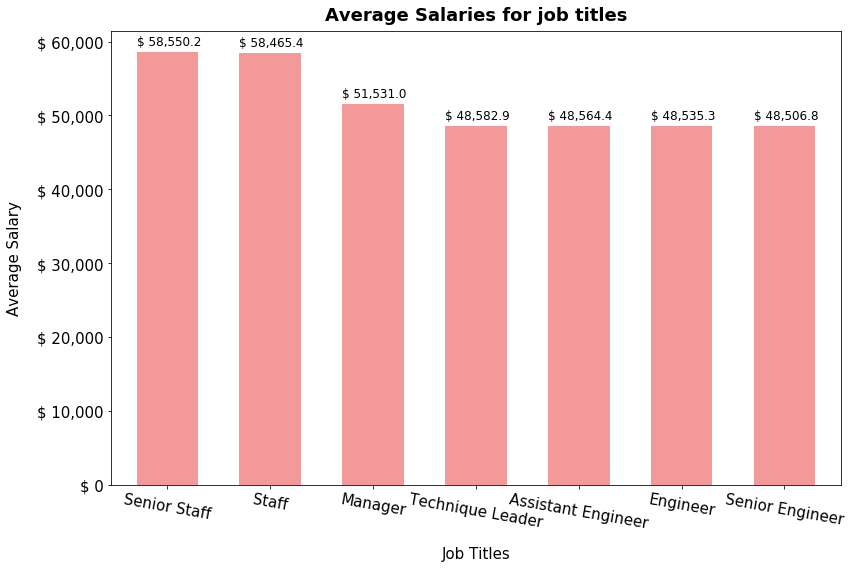 Average Salaries for job titles
$ 60,000
$ 50,000
$ 40,000
$ 30,000
$ 20,000
$ 10,000
$ 0
Average Salary
$ 58,550.2
$ 58,465.4
$ 51,531.0
$ 48,582.9
$ 48,564.4
$ 48,535.3
$ 48,506.8
Senior Staff
Staff
Manager
Technique Leader
Assistant Engineer
Engineer
Senior Engineer
Job Titles